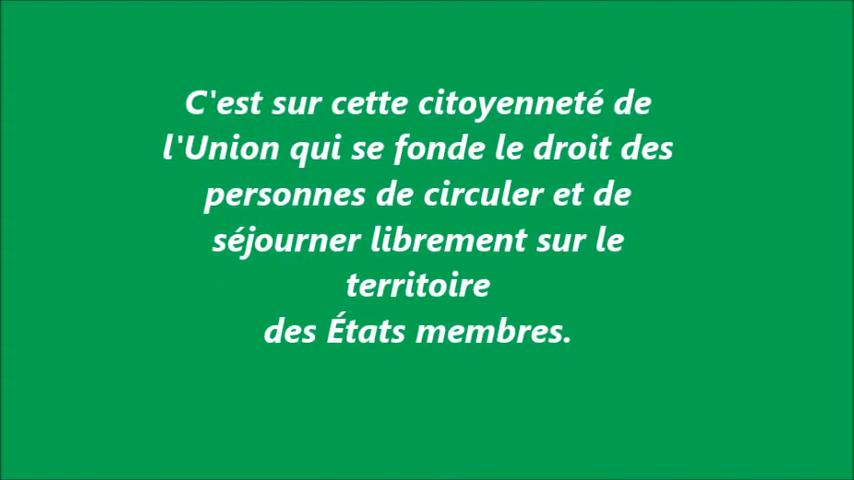 C'est sur cette citoyenneté de
l'Union qui se fonde le droit des
personnes de circuler et de
séjourner librement sur le
territoire
des États membres.